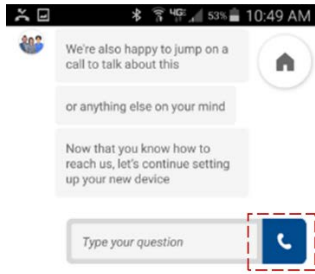 4G 53% 10:49 AM
We're also happy to jump on a
call to talk about this
or anything else on your mind
Now that you know how to
reach us, let's continue setting
up your new device
Type your question